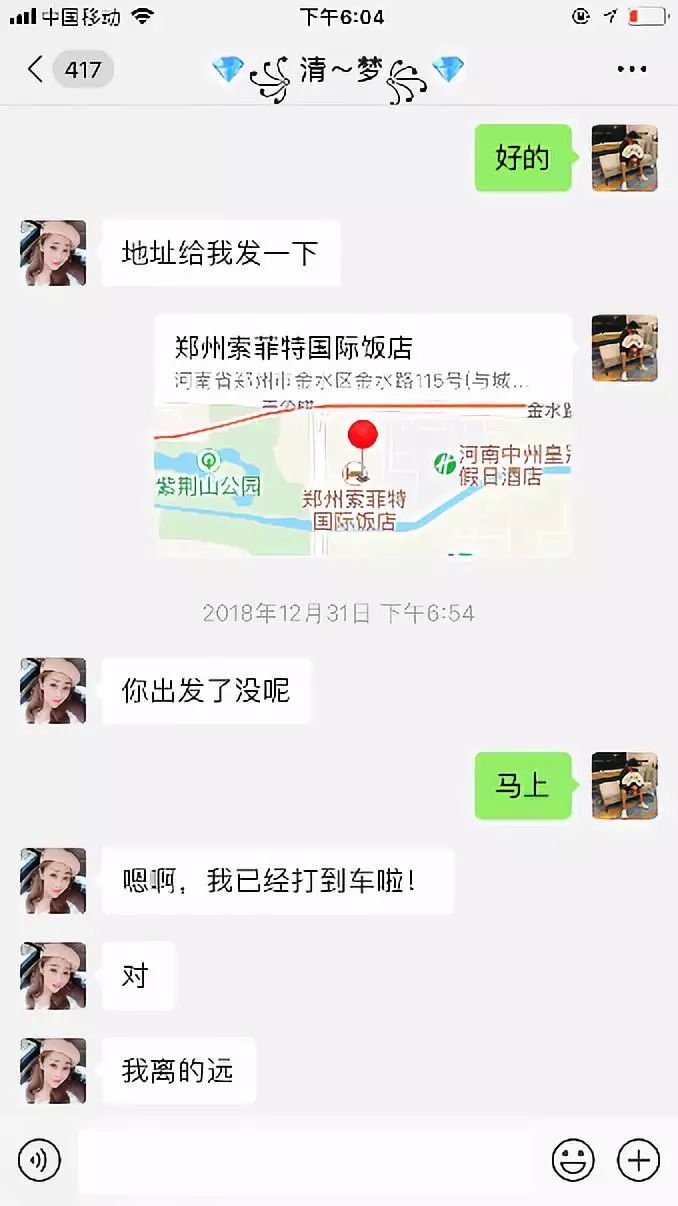 中国移动
下午6:04
417
清~梦
好的
地址给我发一下
郑州索菲特国际饭店
河南省郑州市金水区金水路115号(与城...
金水路
紫荆山公园
郑州索菲特
国际饭店
河南中州皇冠
假日酒店
2018年12月31日 下午6:54
你出发了没呢
马上
嗯啊，我已经打到车啦！
对
我离的远